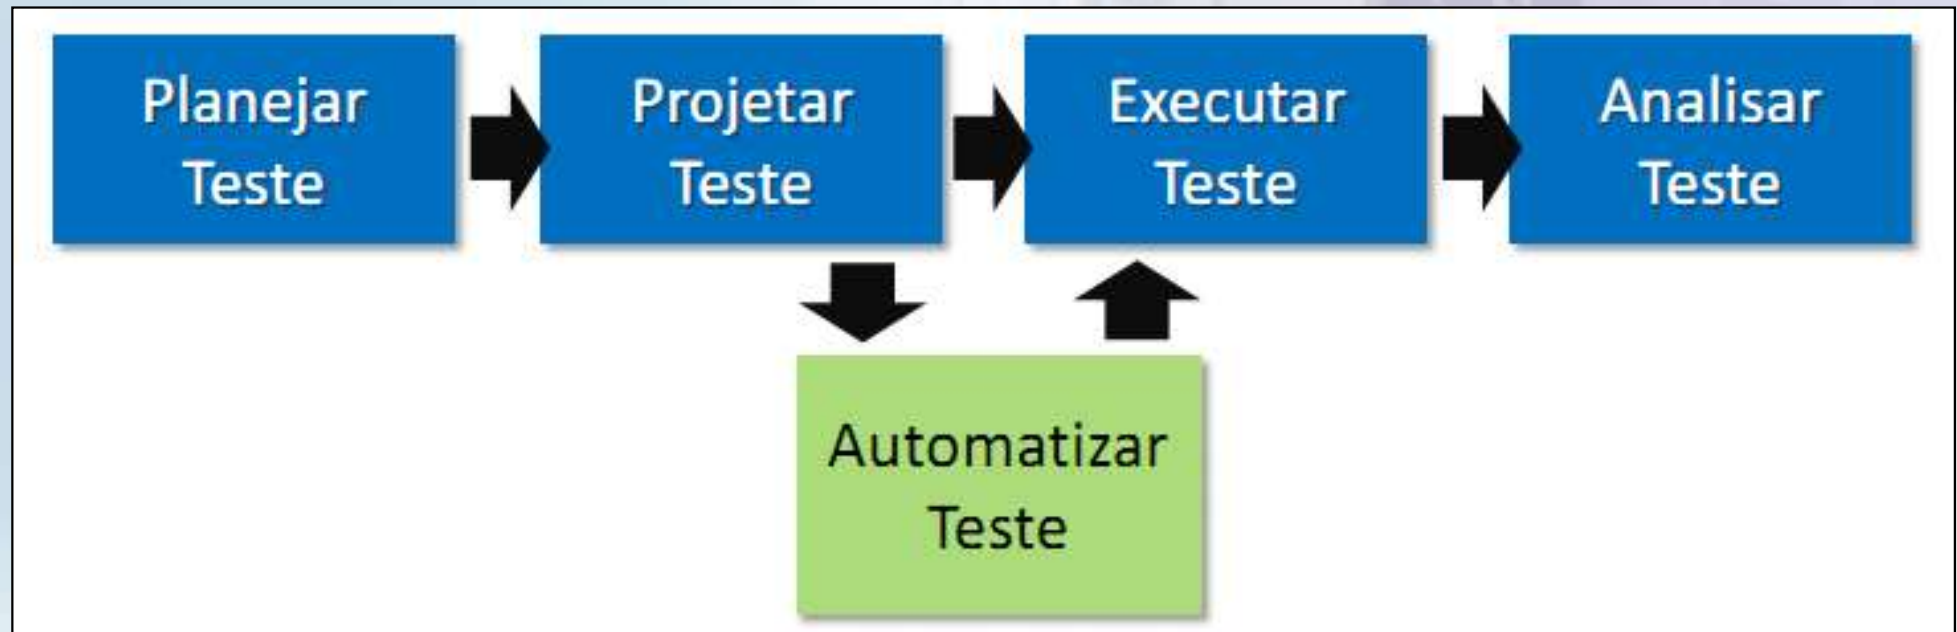 Planejar
Teste
Projetar
Teste
Executar
Teste
Analisar
Teste
Automatizar
Teste